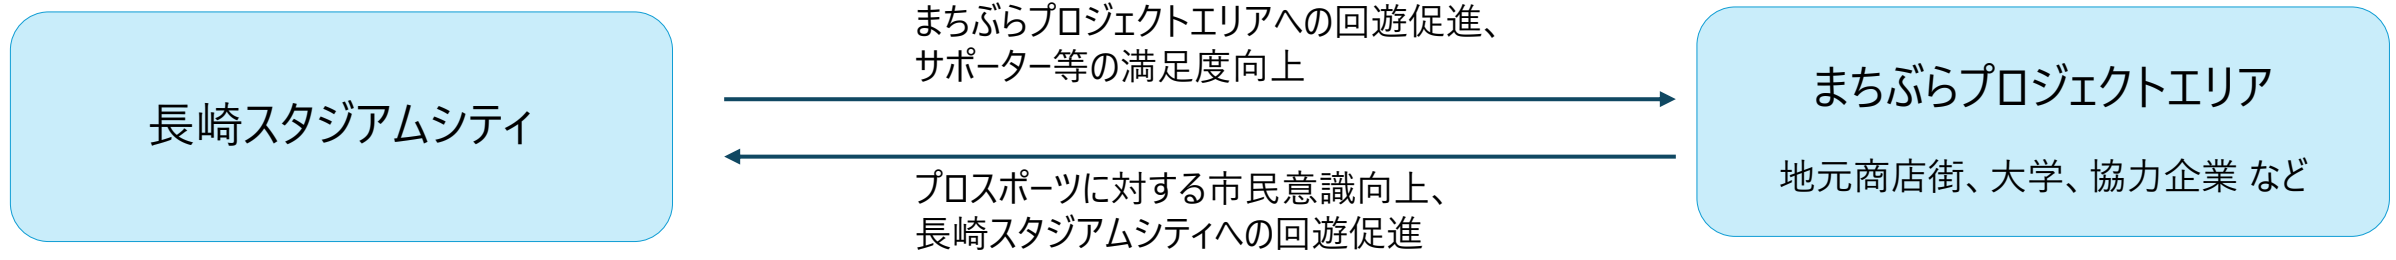 長崎スタジアムシティ
まちぶらプロジェクトエリアへの回遊促進、
サポーター等の満足度向上
プロスポーツに対する市民意識向上、
長崎スタジアムシティへの回遊促進
まちぶらプロジェクトエリア
地元商店街、大学、協力企業 など